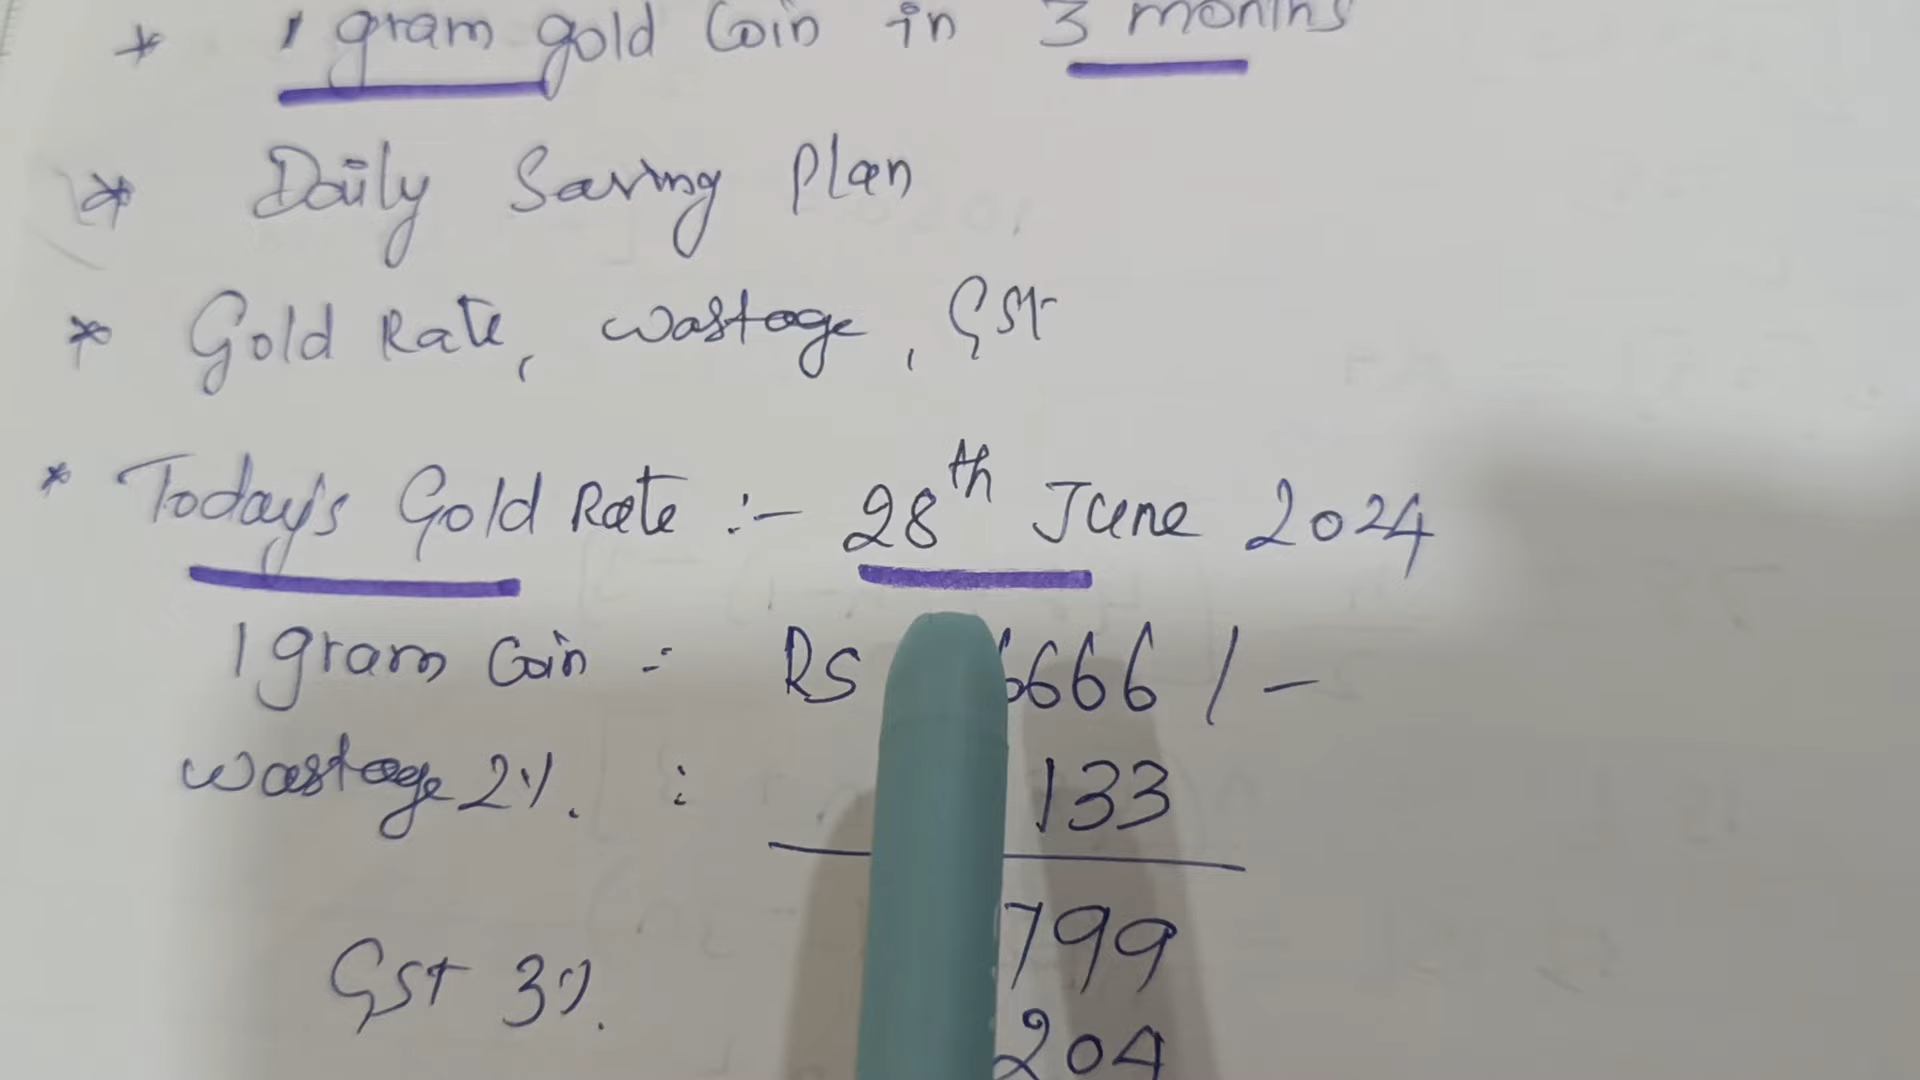 * 1 gram gold Coin in 3 months
* Daily Saving Plan
* Gold Rate, wastage, GST
* Today's Gold Rate :- 28th June 2024
1 gram Coin :- RS 6666/-
wastage 2%. : 133
799
GST 3%. 204